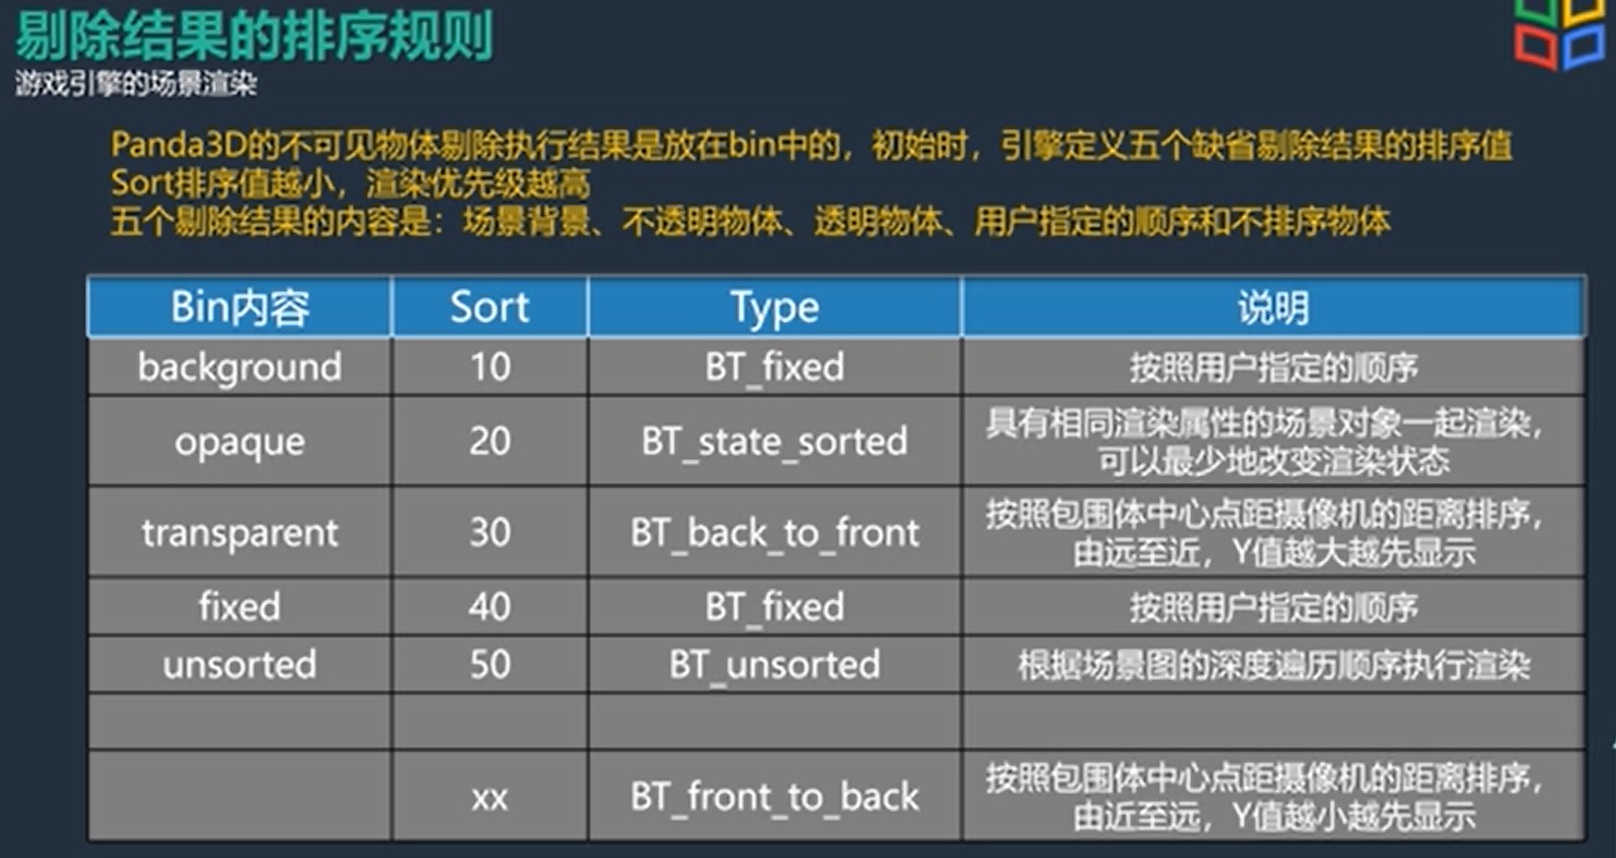 剔除结果的排序规则
游戏引擎的场景渲染
Panda3D的不可见物体剔除执行结果是放在bin中的，初始时，引擎定义五个缺省剔除结果的排序值
Sort排序值越小，渲染优先级越高
五个剔除结果的内容是：场景背景、不透明物体、透明物体、用户指定的顺序和不排序物体
Bin内容 Sort Type 说明
background 10 BT_fixed 按照用户指定的顺序
opaque 20 BT_state_sorted 具有相同渲染属性的场景对象一起渲染，
可以最少地改变渲染状态
transparent 30 BT_back_to_front 按照包围体中心点距摄像机的距离排序，
由远至近，Y值越大越先显示
fixed 40 BT_fixed 按照用户指定的顺序
unsorted 50 BT_unsorted 根据场景图的深度遍历顺序执行渲染
xx BT_front_to_back 按照包围体中心点距摄像机的距离排序，
由近至远，Y值越小越先显示